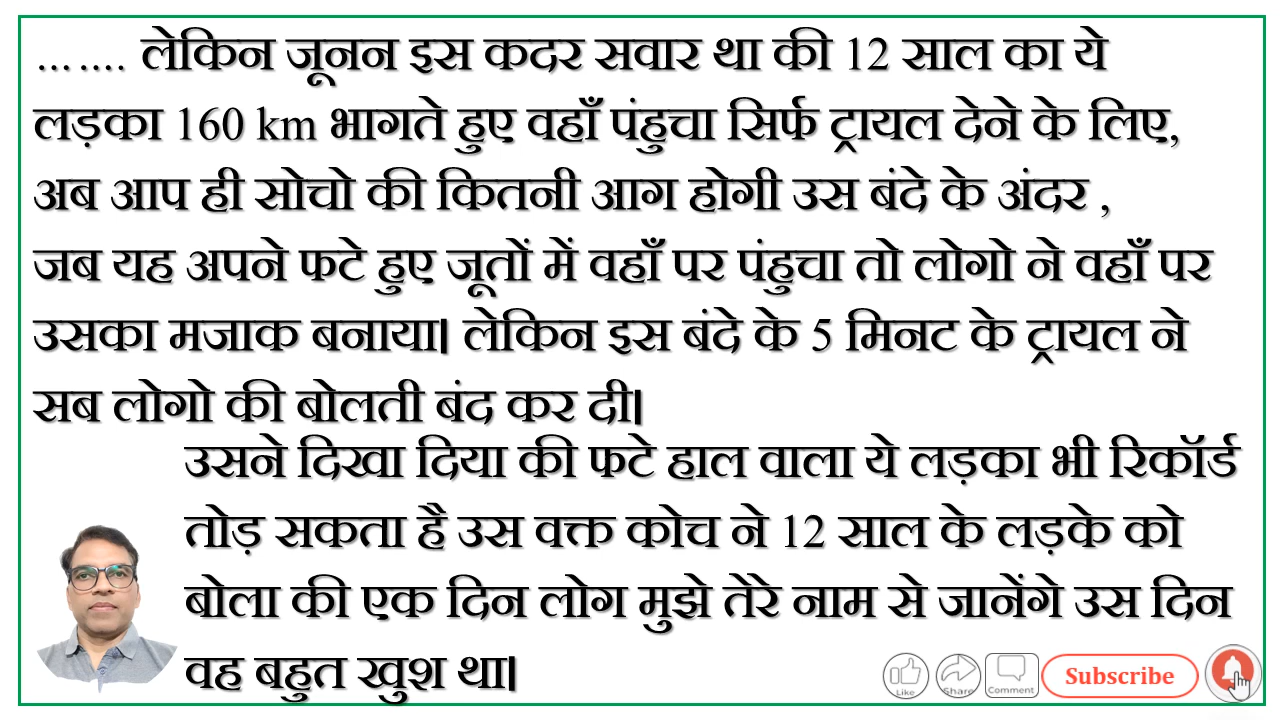 ....... लेकिन जूनन इस कदर सवार था की 12 साल का ये
लड़का 160 km भागते हुए वहाँ पंहुचा सिर्फ ट्रायल देने के लिए,
अब आप ही सोचो की कितनी आग होगी उस बंदे के अंदर ,
जब यह अपने फटे हुए जूतों में वहाँ पर पंहुचा तो लोगो ने वहाँ पर
उसका मजाक बनाया| लेकिन इस बंदे के 5 मिनट के ट्रायल ने
सब लोगो की बोलती बंद कर दी|
उसने दिखा दिया की फटे हाल वाला ये लड़का भी रिकॉर्ड
तोड़ सकता है उस वक्त कोच ने 12 साल के लड़के को
बोला की एक दिन लोग मुझे तेरे नाम से जानेंगे उस दिन
वह बहुत खुश था|
Like Share Comment Subscribe